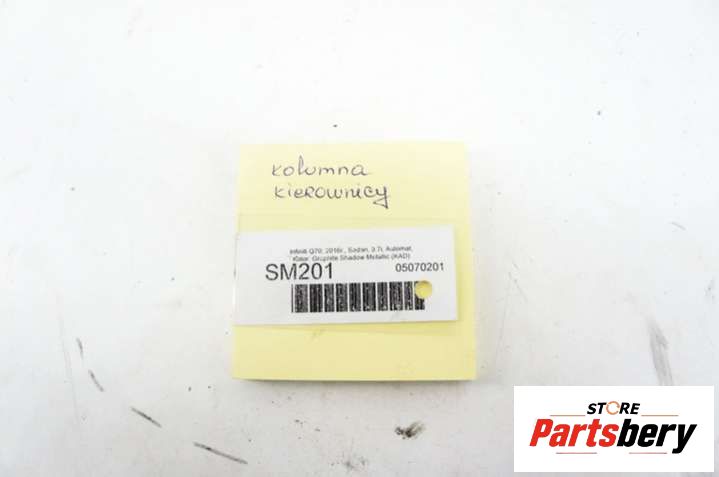 kolumna
kierownicy
Infiniti Q70, 2016r., Sedan, 3.7i, Automat,
Kolor: Graphite Shadow Metallic (KAD)
SM201 05070201
STORE
Partsbery